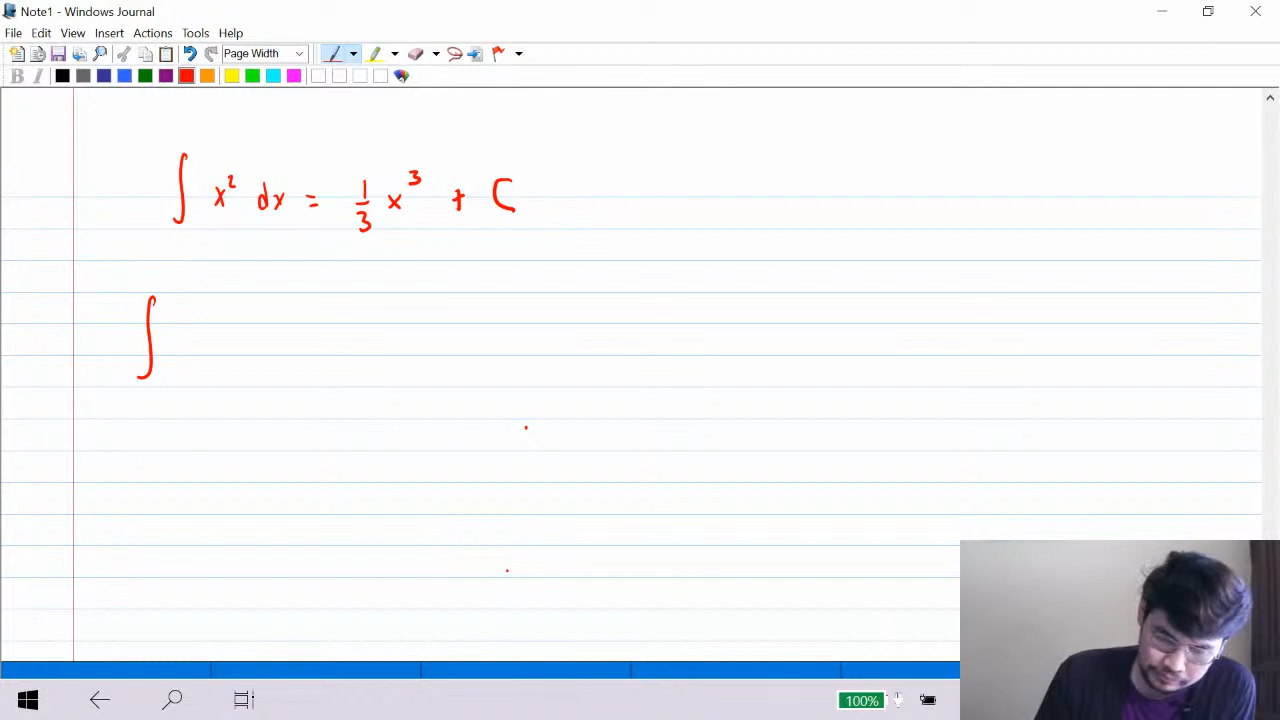 Note1 - Windows Journal
File Edit View Insert Actions Tools Help
Page Width
B I
∫ x² dx = 1/3 x³ + C
∫
100%